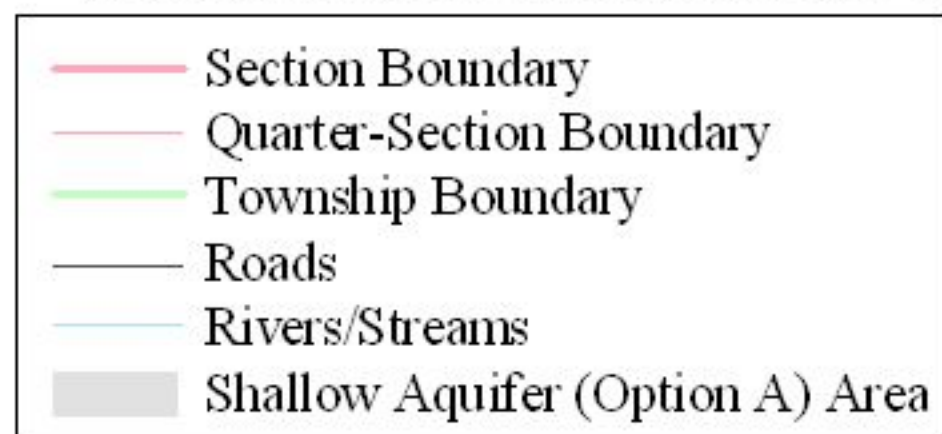 Section Boundary
Quarter-Section Boundary
Township Boundary
Roads
Rivers/Streams
Shallow Aquifer (Option A) Area